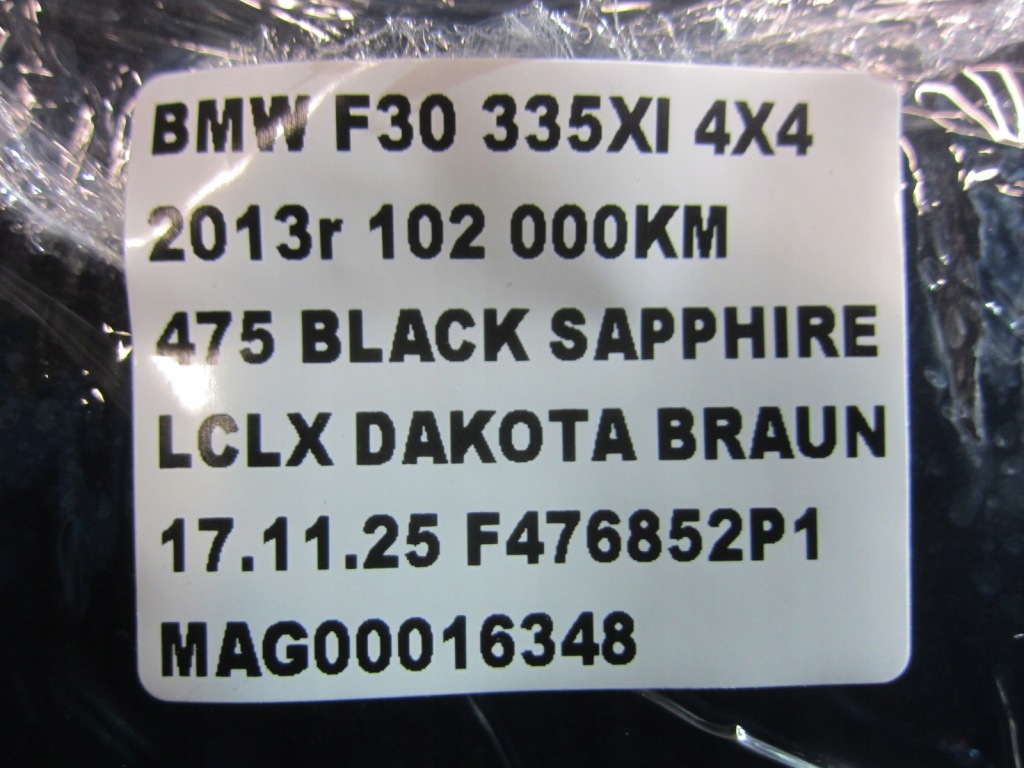 BMW F30 335XI 4X4
2013r 102 000KM
475 BLACK SAPPHIRE
LCLX DAKOTA BRAUN
17.11.25 F476852P1
MAG00016348